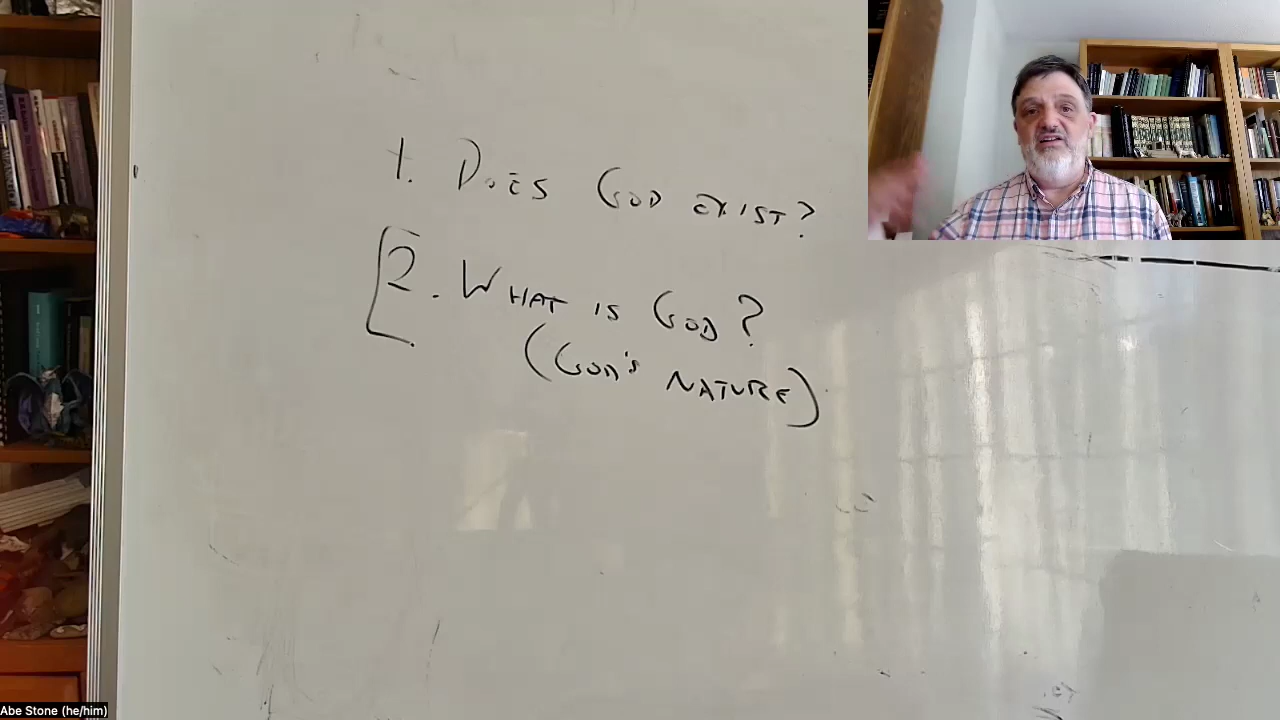 1. Does God exist?
2. What is God?
(God's nature)
Abe Stone (he/him)